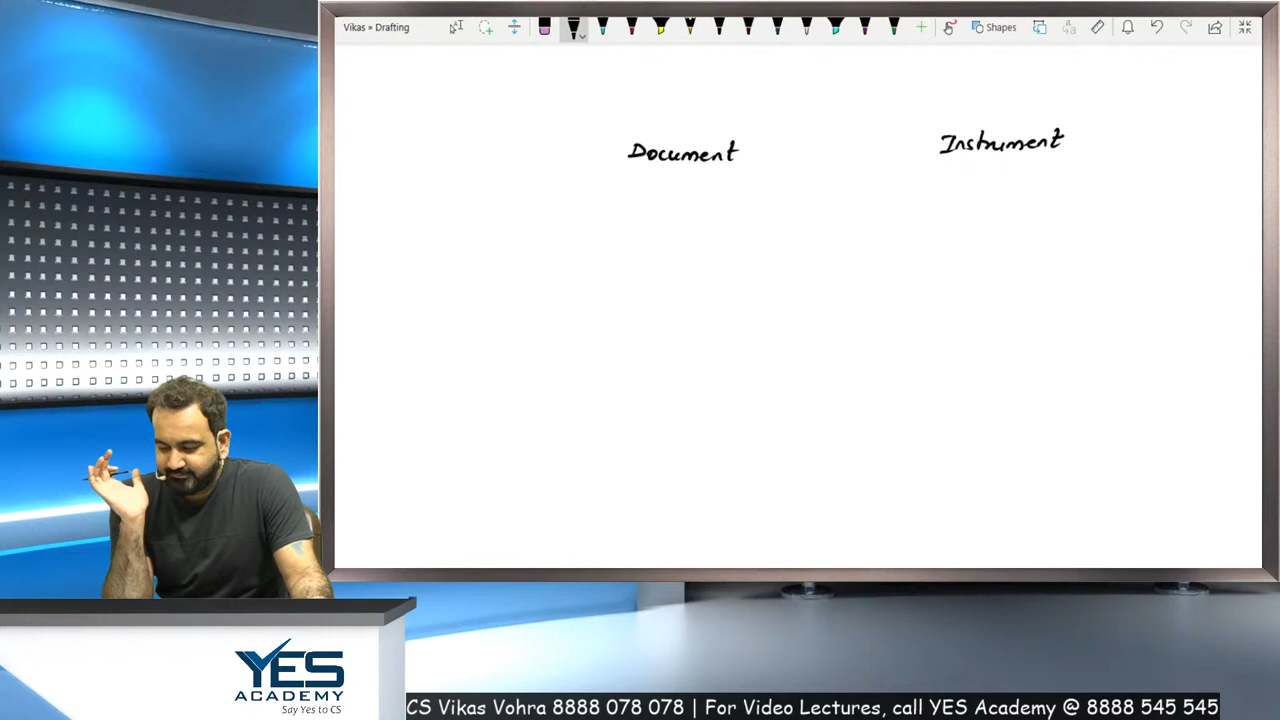 Vikas » Drafting
Shapes
Document
Instrument
YES
ACADEMY
Say Yes to CS
CS Vikas Vohra 8888 078 078 | For Video Lectures, call YES Academy @ 8888 545 545